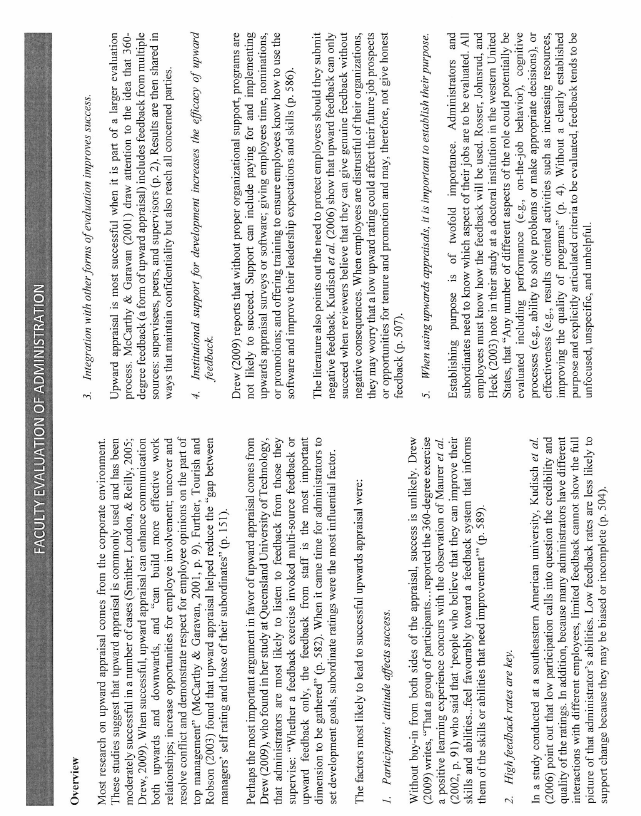 FACULTY EVALUATION OF ADMINISTRATION
Overview
Most research on upward appraisal comes from the corporate environment.
These studies suggest that upward appraisal is commonly used and has been
moderately successful in a number of cases (Smither, London, & Reilly, 2005;
Drew, 2009). When successful, upward appraisal can enhance communication
both upwards and downwards, and "can build more effective work
relationships; increase opportunities for employee involvement; uncover and
resolve conflict and demonstrate respect for employee opinions on the part of
top management" (McCarthy & Garavan, 2001, p. 9). Further, Tourish and
Robson (2003) found that upward appraisal helped reduce the "gap between
managers' self rating and those of their subordinates" (p. 151).
Perhaps the most important argument in favor of upward appraisal comes from
Drew (2009), who found in her study at Queensland University of Technology,
that administrators are most likely to listen to feedback from those they
supervise: "Whether a feedback exercise invoked multi-source feedback or
upward feedback only, the feedback from staff is the most important
dimension to be gathered" (p. 582). When it came time for administrators to
set development goals, subordinate ratings were the most influential factor.
The factors most likely to lead to successful upwards appraisal were:
1. Participants' attitude affects success.
Without buy-in from both sides of the appraisal, success is unlikely. Drew
(2009) writes, "That a group of participants…reported the 360-degree exercise
a positive learning experience concurs with the observation of Maurer et al.
(2002, p. 91) who said that 'people who believe that they can improve their
skills and abilities...feel favourably toward a feedback system that informs
them of the skills or abilities that need improvement'" (p. 589).
2. High feedback rates are key.
In a study conducted at a southeastern American university, Kudisch et al.
(2006) point out that low participation calls into question the credibility and
quality of the ratings. In addition, because many administrators have different
interactions with different employees, limited feedback cannot show the full
picture of that administrator's abilities. Low feedback rates are less likely to
support change because they may be biased or incomplete (p. 504).
3. Integration with other forms of evaluation improves success.
Upward appraisal is most successful when it is part of a larger evaluation
process. McCarthy & Garavan (2001) draw attention to the idea that 360-
degree feedback (a form of upward appraisal) includes feedback from multiple
sources: supervisees, peers, and supervisors (p. 2). Results are then shared in
ways that maintain confidentiality but also reach all concerned parties.
4. Institutional support for development increases the efficacy of upward
feedback.
Drew (2009) reports that without proper organizational support, programs are
not likely to succeed. Support can include paying for and implementing
upwards appraisal surveys or software; giving employees time, nominations,
or promotions; and offering training to ensure employees know how to use the
software and improve their leadership expectations and skills (p. 586).
The literature also points out the need to protect employees should they submit
negative feedback. Kudisch et al. (2006) show that upward feedback can only
succeed when reviewers believe that they can give genuine feedback without
negative consequences. When employees are distrustful of their organizations,
they may worry that a low upward rating could affect their future job prospects
or opportunities for tenure and promotion and may, therefore, not give honest
feedback (p. 507).
5. When using upwards appraisals, it is important to establish their purpose.
Establishing purpose is of twofold importance. Administrators and
subordinates need to know which aspect of their jobs are to be evaluated. All
employees must know how the feedback will be used. Rosser, Johnsrud, and
Heck (2003) note in their study at a doctoral institution in the western United
States, that "Any number of different aspects of the role could potentially be
evaluated including performance (e.g., on-the-job behavior), cognitive
processes (e.g., ability to solve problems or make appropriate decisions), or
effectiveness (e.g., results oriented activities such as increasing resources,
improving the quality of programs" (p. 4). Without a clearly established
purpose and explicitly articulated criteria to be evaluated, feedback tends to be
unfocused, unspecific, and unhelpful.